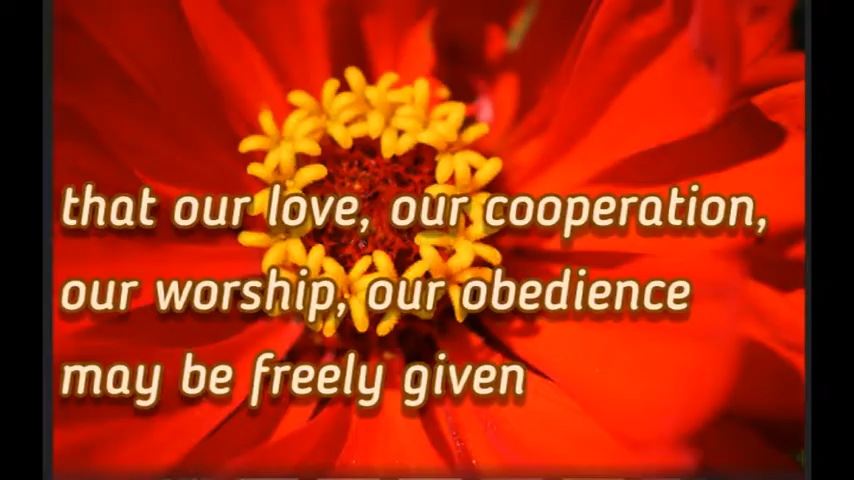 that our love, our cooperation,
our worship, our obedience
may be freely given